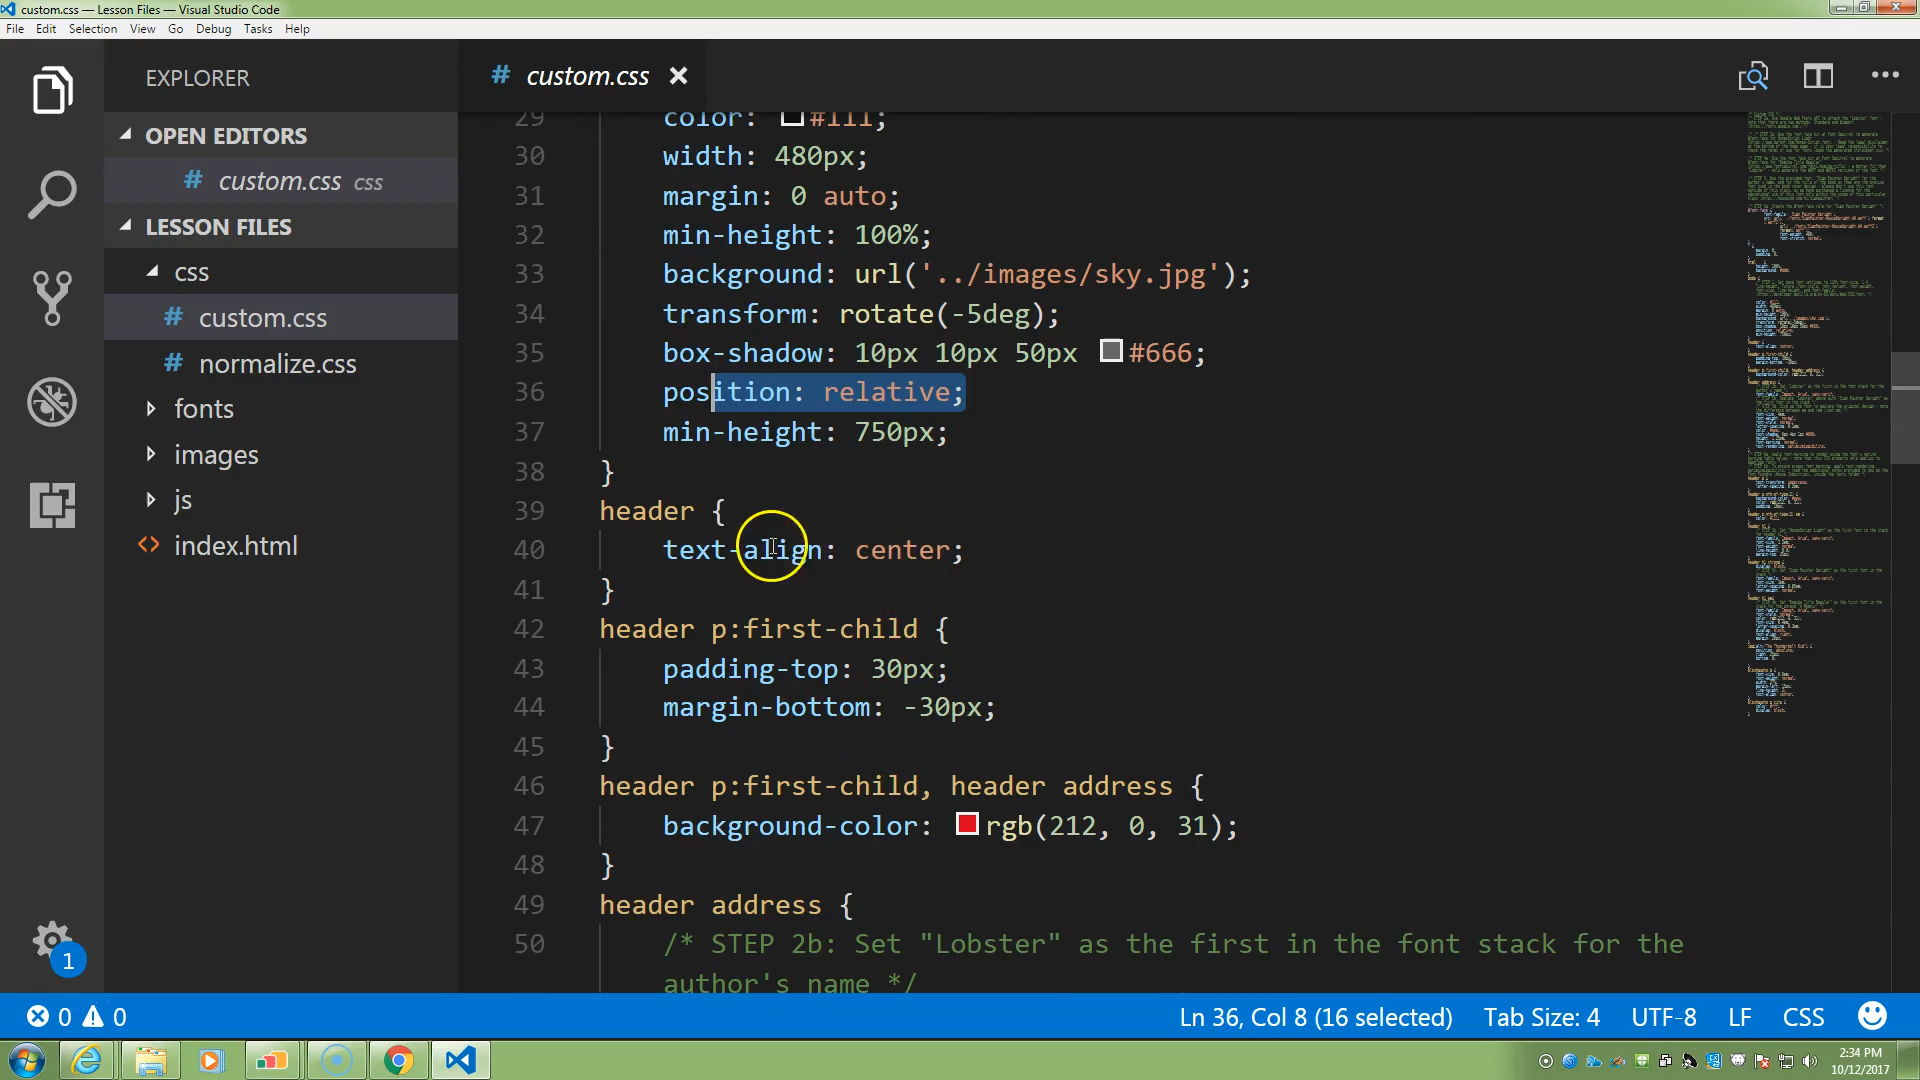 custom.css — Lesson Files — Visual Studio Code
File Edit Selection View Go Debug Tasks Help
EXPLORER
OPEN EDITORS
# custom.css css
LESSON FILES
css
# custom.css
# normalize.css
fonts
images
js
<> index.html
# custom.css
29 color: #111;
30 width: 480px;
31 margin: 0 auto;
32 min-height: 100%;
33 background: url('../images/sky.jpg');
34 transform: rotate(-5deg);
35 box-shadow: 10px 10px 50px #666;
36 position: relative;
37 min-height: 750px;
38 }
39 header {
40 text-align: center;
41 }
42 header p:first-child {
43 padding-top: 30px;
44 margin-bottom: -30px;
45 }
46 header p:first-child, header address {
47 background-color: rgb(212, 0, 31);
48 }
49 header address {
50 /* STEP 2b: Set "Lobster" as the first in the font stack for the
author's name */
1
0 0
Ln 36, Col 8 (16 selected) Tab Size: 4 UTF-8 LF CSS
2:34 PM
10/12/2017